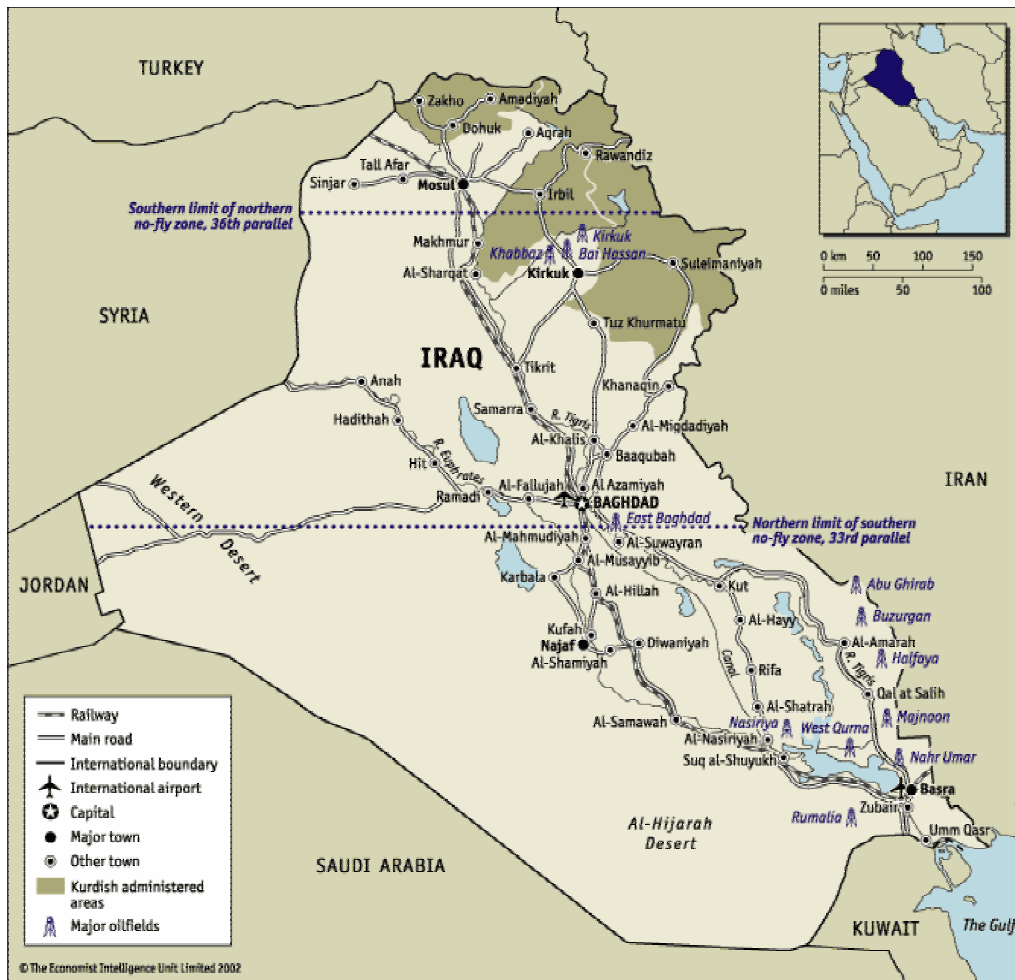 TURKEY
Zakho
Amadiyah
Dohuk
Aqrah
Rawandiz
Tall Afar
Sinjar
Mosul
Irbil
Southern limit of northern
no-fly zone, 36th parallel
Makhmur
Kirkuk
Khabbaz
Bai Hassan
Al-Sharqat
Kirkuk
Suleimaniyah
0 km 50 100 150
0 miles 50 100
SYRIA
Tuz Khurmatu
IRAQ
Tikrit
Anah
Khanaqin
Hadithah
Samarra
R. Tigris
Al-Khalis
Al-Miqdadiyah
Baaqubah
Hit
R. Euphrates
IRAN
Ramadi
Al-Fallujah
Al Azamiyah
BAGHDAD
Western
Desert
East Baghdad
Northern limit of southern
no-fly zone, 33rd parallel
Al-Mahmudiyah
Al-Suwayran
Al-Musayyib
JORDAN
Karbala
Kut
Abu Ghirab
Al-Hillah
Buzurgan
Al-Hayy
Kufah
Najaf
Al-Shamiyah
Diwaniyah
Al-Amarah
Halfaya
R. Tigris
Canal
Rifa
Qal at Salih
Al-Shatrah
Majnoon
Al-Samawah
Nasiriya
West Qurna
Al-Nasiriyah
Suq al-Shuyukh
Nahr Umar
Basra
Zubair
Rumalia
Al-Hijarah
Desert
Umm Qasr
SAUDI ARABIA
KUWAIT
The Gulf
Railway
Main road
International boundary
International airport
Capital
Major town
Other town
Kurdish administered
areas
Major oilfields
© The Economist Intelligence Unit Limited 2002